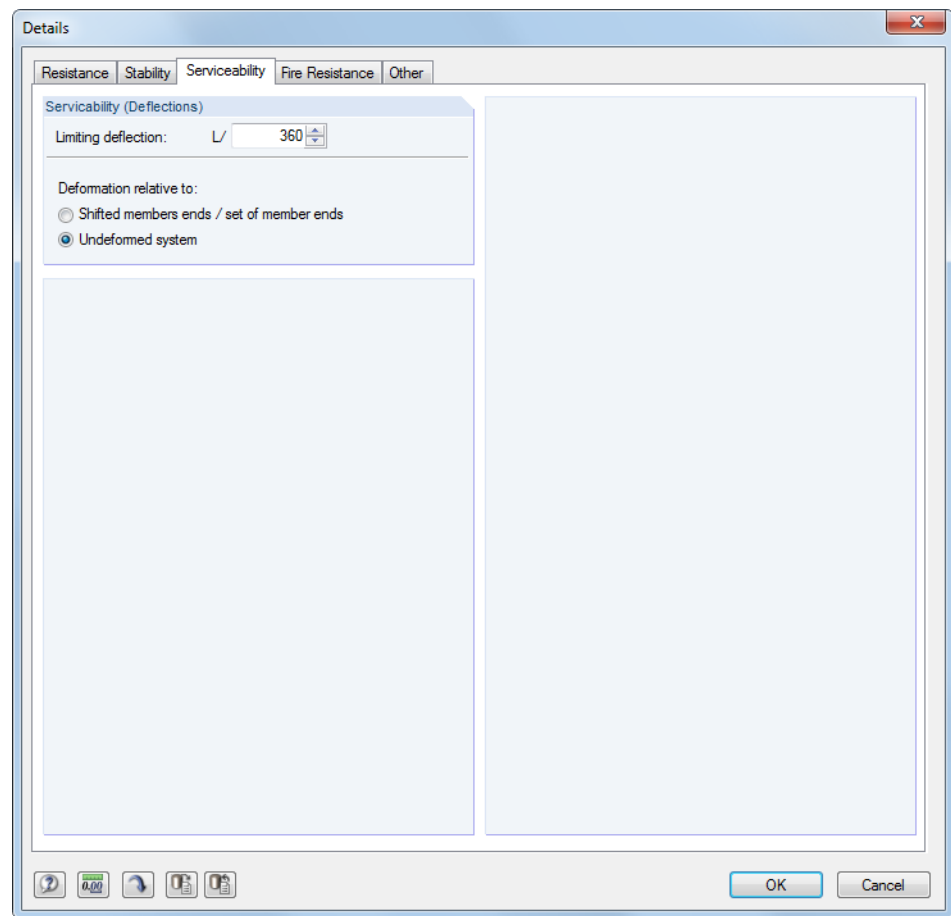 Details
Resistance Stability Serviceability Fire Resistance Other
Servicability (Deflections)
Limiting deflection: L/ 360
Deformation relative to:
Shifted members ends / set of member ends
Undeformed system
0.00
OK Cancel